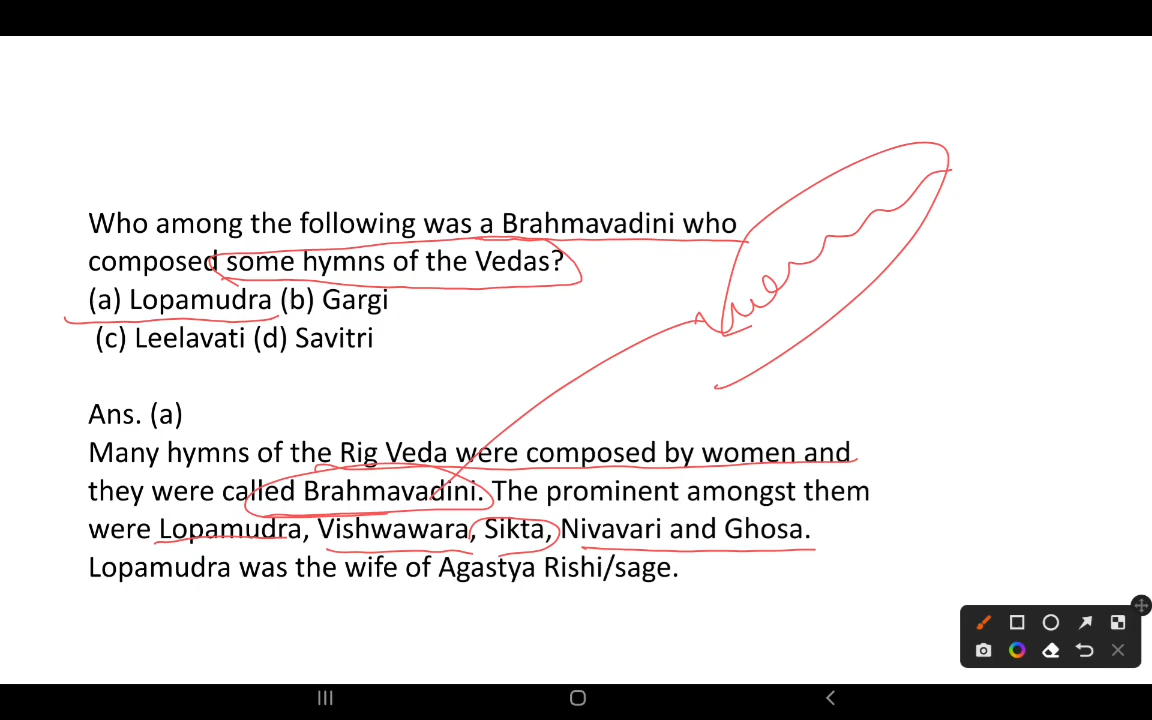 Who among the following was a Brahmavadini who
composed some hymns of the Vedas?
(a) Lopamudra (b) Gargi
(c) Leelavati (d) Savitri
Ans. (a)
Many hymns of the Rig Veda were composed by women and
they were called Brahmavadini. The prominent amongst them
were Lopamudra, Vishwawara, Sikta, Nivavari and Ghosa.
Lopamudra was the wife of Agastya Rishi/sage.